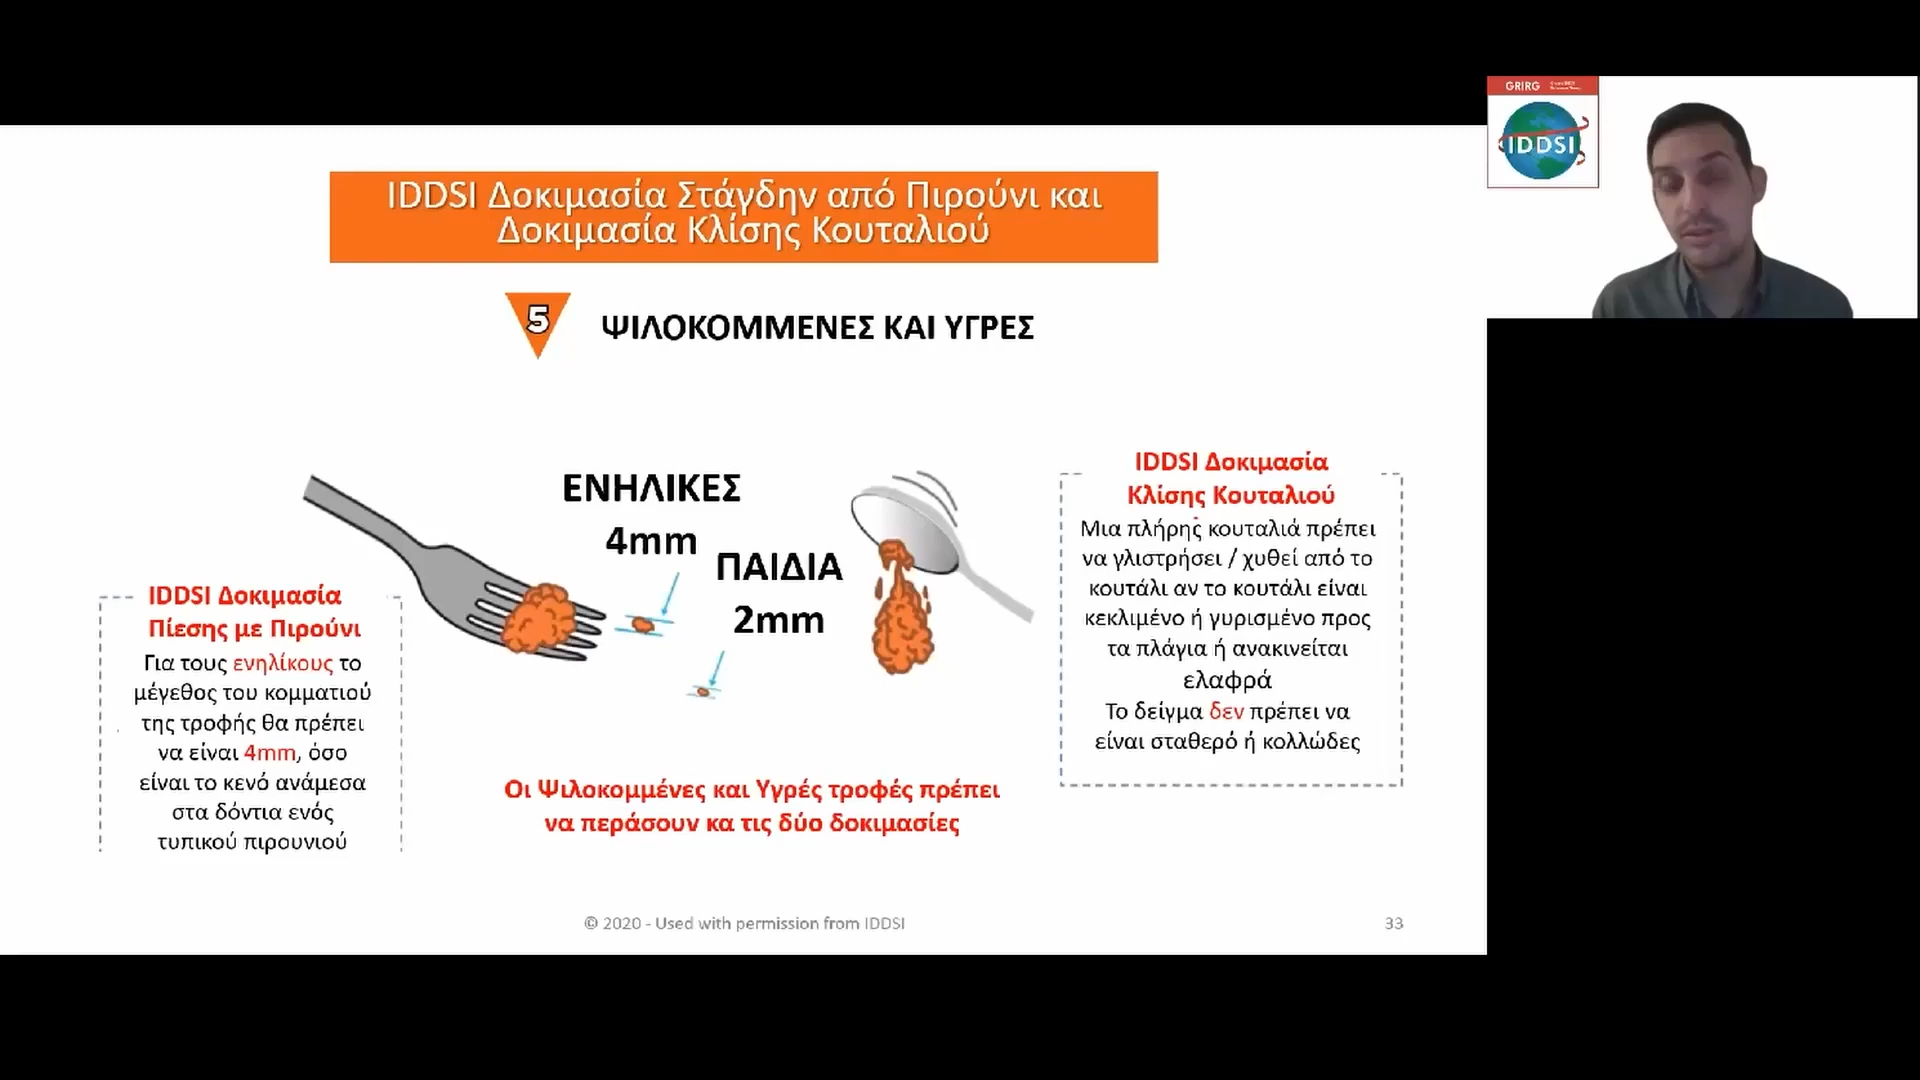 IDDSI Δοκιμασία Στάγδην από Πιρούνι και
Δοκιμασία Κλίσης Κουταλιού
5
ΨΙΛΟΚΟΜΜΕΝΕΣ ΚΑΙ ΥΓΡΕΣ
ΕΝΗΛΙΚΕΣ
4mm
ΠΑΙΔΙΑ
2mm
IDDSI Δοκιμασία
Πίεσης με Πιρούνι
Για τους ενηλίκους το
μέγεθος του κομματιού
της τροφής θα πρέπει
να είναι 4mm, όσο
είναι το κενό ανάμεσα
στα δόντια ενός
τυπικού πιρουνιού
IDDSI Δοκιμασία
Κλίσης Κουταλιού
Μια πλήρης κουταλιά πρέπει
να γλιστρήσει / χυθεί από το
κουτάλι αν το κουτάλι είναι
κεκλιμένο ή γυρισμένο προς
τα πλάγια ή ανακινείται
ελαφρά
Το δείγμα δεν πρέπει να
είναι σταθερό ή κολλώδες
Οι Ψιλοκομμένες και Υγρές τροφές πρέπει
να περάσουν κα τις δύο δοκιμασίες
© 2020 - Used with permission from IDDSI
33
GRIRG
IDDSI